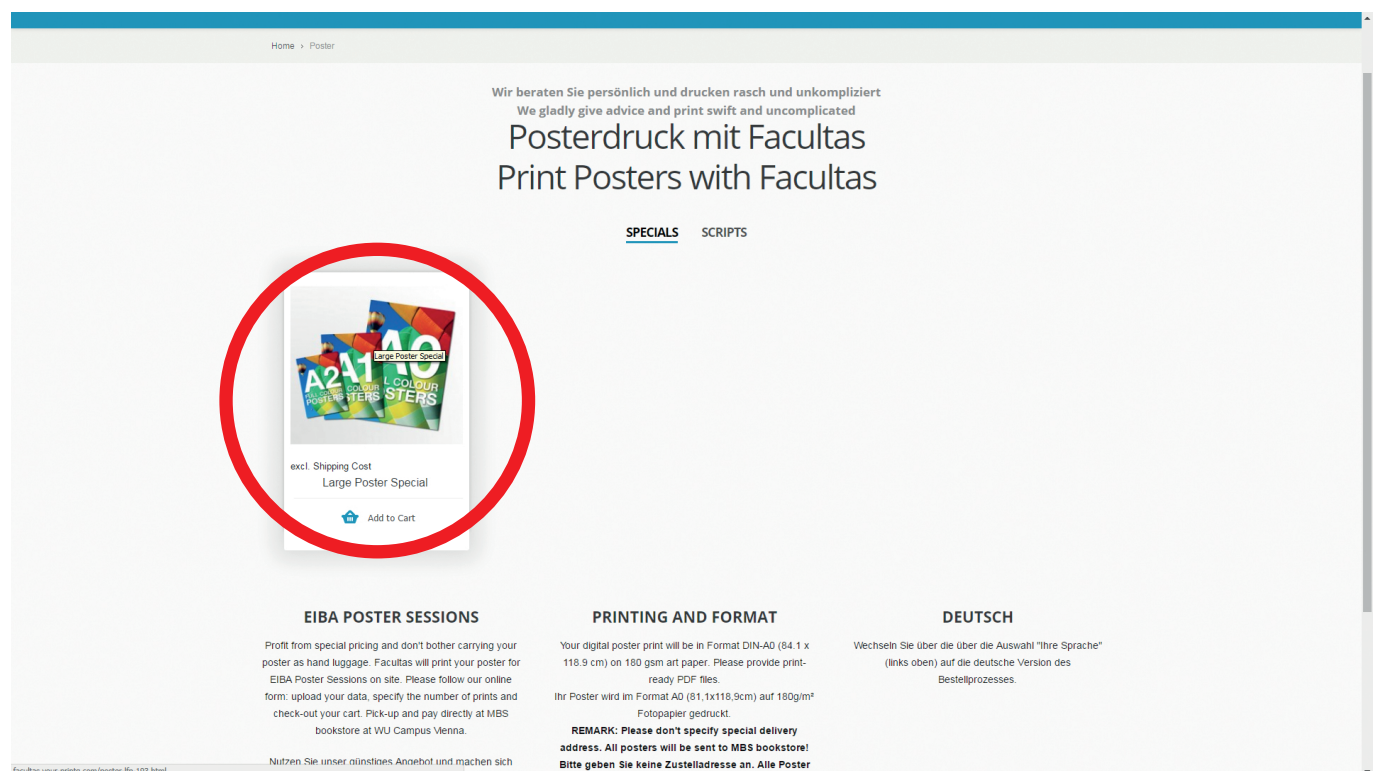 Home › Poster
Wir beraten Sie persönlich und drucken rasch und unkompliziert
We gladly give advice and print swift and uncomplicated
Posterdruck mit Facultas
Print Posters with Facultas
SPECIALS SCRIPTS
A2 A1 A0
Large Poster Special
FULL COLOUR POSTERS
COLOUR STERS
L COLOUR STERS
excl. Shipping Cost
Large Poster Special
Add to Cart
EIBA POSTER SESSIONS
Profit from special pricing and don't bother carrying your
poster as hand luggage. Facultas will print your poster for
EIBA Poster Sessions on site. Please follow our online
form: upload your data, specify the number of prints and
check-out your cart. Pick-up and pay directly at MBS
bookstore at WU Campus Vienna.
Nutzen Sie unser günstiges Angebot und machen sich
PRINTING AND FORMAT
Your digital poster print will be in Format DIN-A0 (84.1 x
118.9 cm) on 180 gsm art paper. Please provide print-
ready PDF files.
Ihr Poster wird im Format A0 (81,1x118,9cm) auf 180g/m²
Fotopapier gedruckt.
REMARK: Please don't specify special delivery
address. All posters will be sent to MBS bookstore!
Bitte geben Sie keine Zustelladresse an. Alle Poster
DEUTSCH
Wechseln Sie über die über die Auswahl "Ihre Sprache"
(links oben) auf die deutsche Version des
Bestellprozesses.